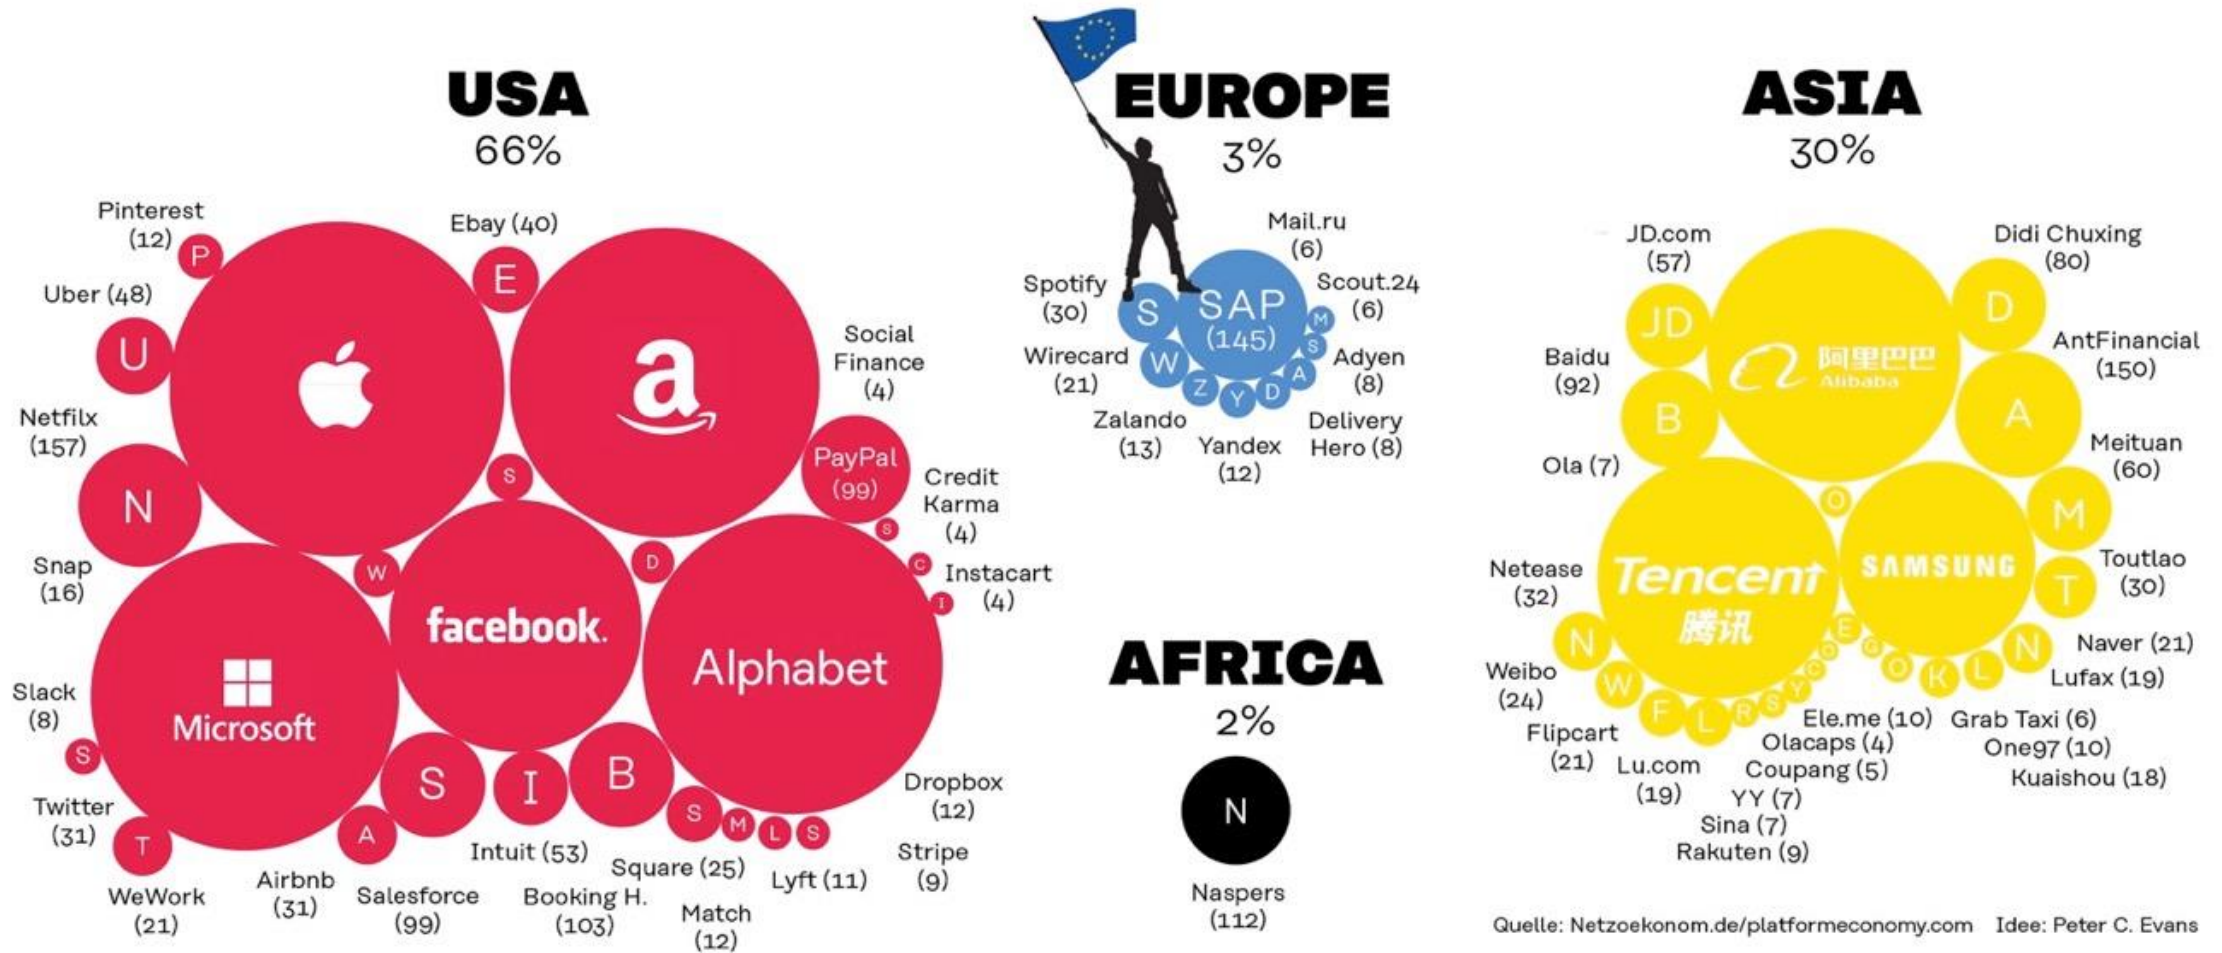 USA
66%
Pinterest
(12)
P
Ebay (40)
E
Uber (48)
U
a
Social
Finance
(4)
Netfilx
(157)
N
S
PayPal
(99)
Credit
Karma
(4)
S
Snap
(16)
W
D
C
Instacart
(4)
I
facebook.
Alphabet
Microsoft
Slack
(8)
S
Twitter
(31)
T
A
S
I
B
S
M
L
S
Dropbox
(12)
WeWork
(21)
Airbnb
(31)
Salesforce
(99)
Intuit (53)
Booking H.
(103)
Square (25)
Match
(12)
Lyft (11)
Stripe
(9)
EUROPE
3%
Mail.ru
(6)
Spotify
(30)
S
SAP
(145)
Scout.24
(6)
M
S
Wirecard
(21)
W
Z
Y
D
A
Adyen
(8)
Zalando
(13)
Yandex
(12)
Delivery
Hero (8)
AFRICA
2%
N
Naspers
(112)
ASIA
30%
JD.com
(57)
JD
Didi Chuxing
(80)
D
阿里巴巴
Alibaba
AntFinancial
(150)
A
Baidu
(92)
B
Meituan
(60)
M
Ola (7)
O
Tencent
腾讯
SAMSUNG
Toutlao
(30)
T
Netease
(32)
N
Weibo
(24)
W
F
L
R
S
Y
C
O
E
G
O
K
L
N
Naver (21)
Lufax (19)
Flipcart
(21)
Lu.com
(19)
Ele.me (10)
Olacaps (4)
Coupang (5)
YY (7)
Sina (7)
Rakuten (9)
Grab Taxi (6)
One97 (10)
Kuaishou (18)
Quelle: Netzoekonom.de/platformeconomy.com Idee: Peter C. Evans